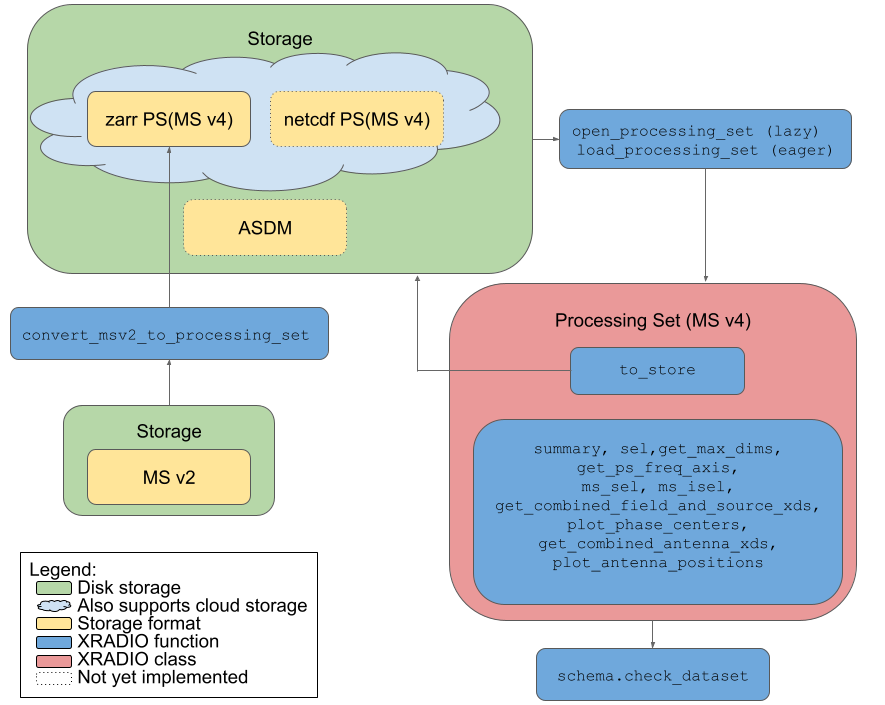 Storage
zarr PS(MS v4)
netcdf PS(MS v4)
ASDM
open_processing_set (lazy)
load_processing_set (eager)
convert_msv2_to_processing_set
Storage
MS v2
Processing Set (MS v4)
to_store
summary, sel,get_max_dims,
get_ps_freq_axis,
ms_sel, ms_isel,
get_combined_field_and_source_xds,
plot_phase_centers,
get_combined_antenna_xds,
plot_antenna_positions
schema.check_dataset
Legend:
Disk storage
Also supports cloud storage
Storage format
XRADIO function
XRADIO class
Not yet implemented